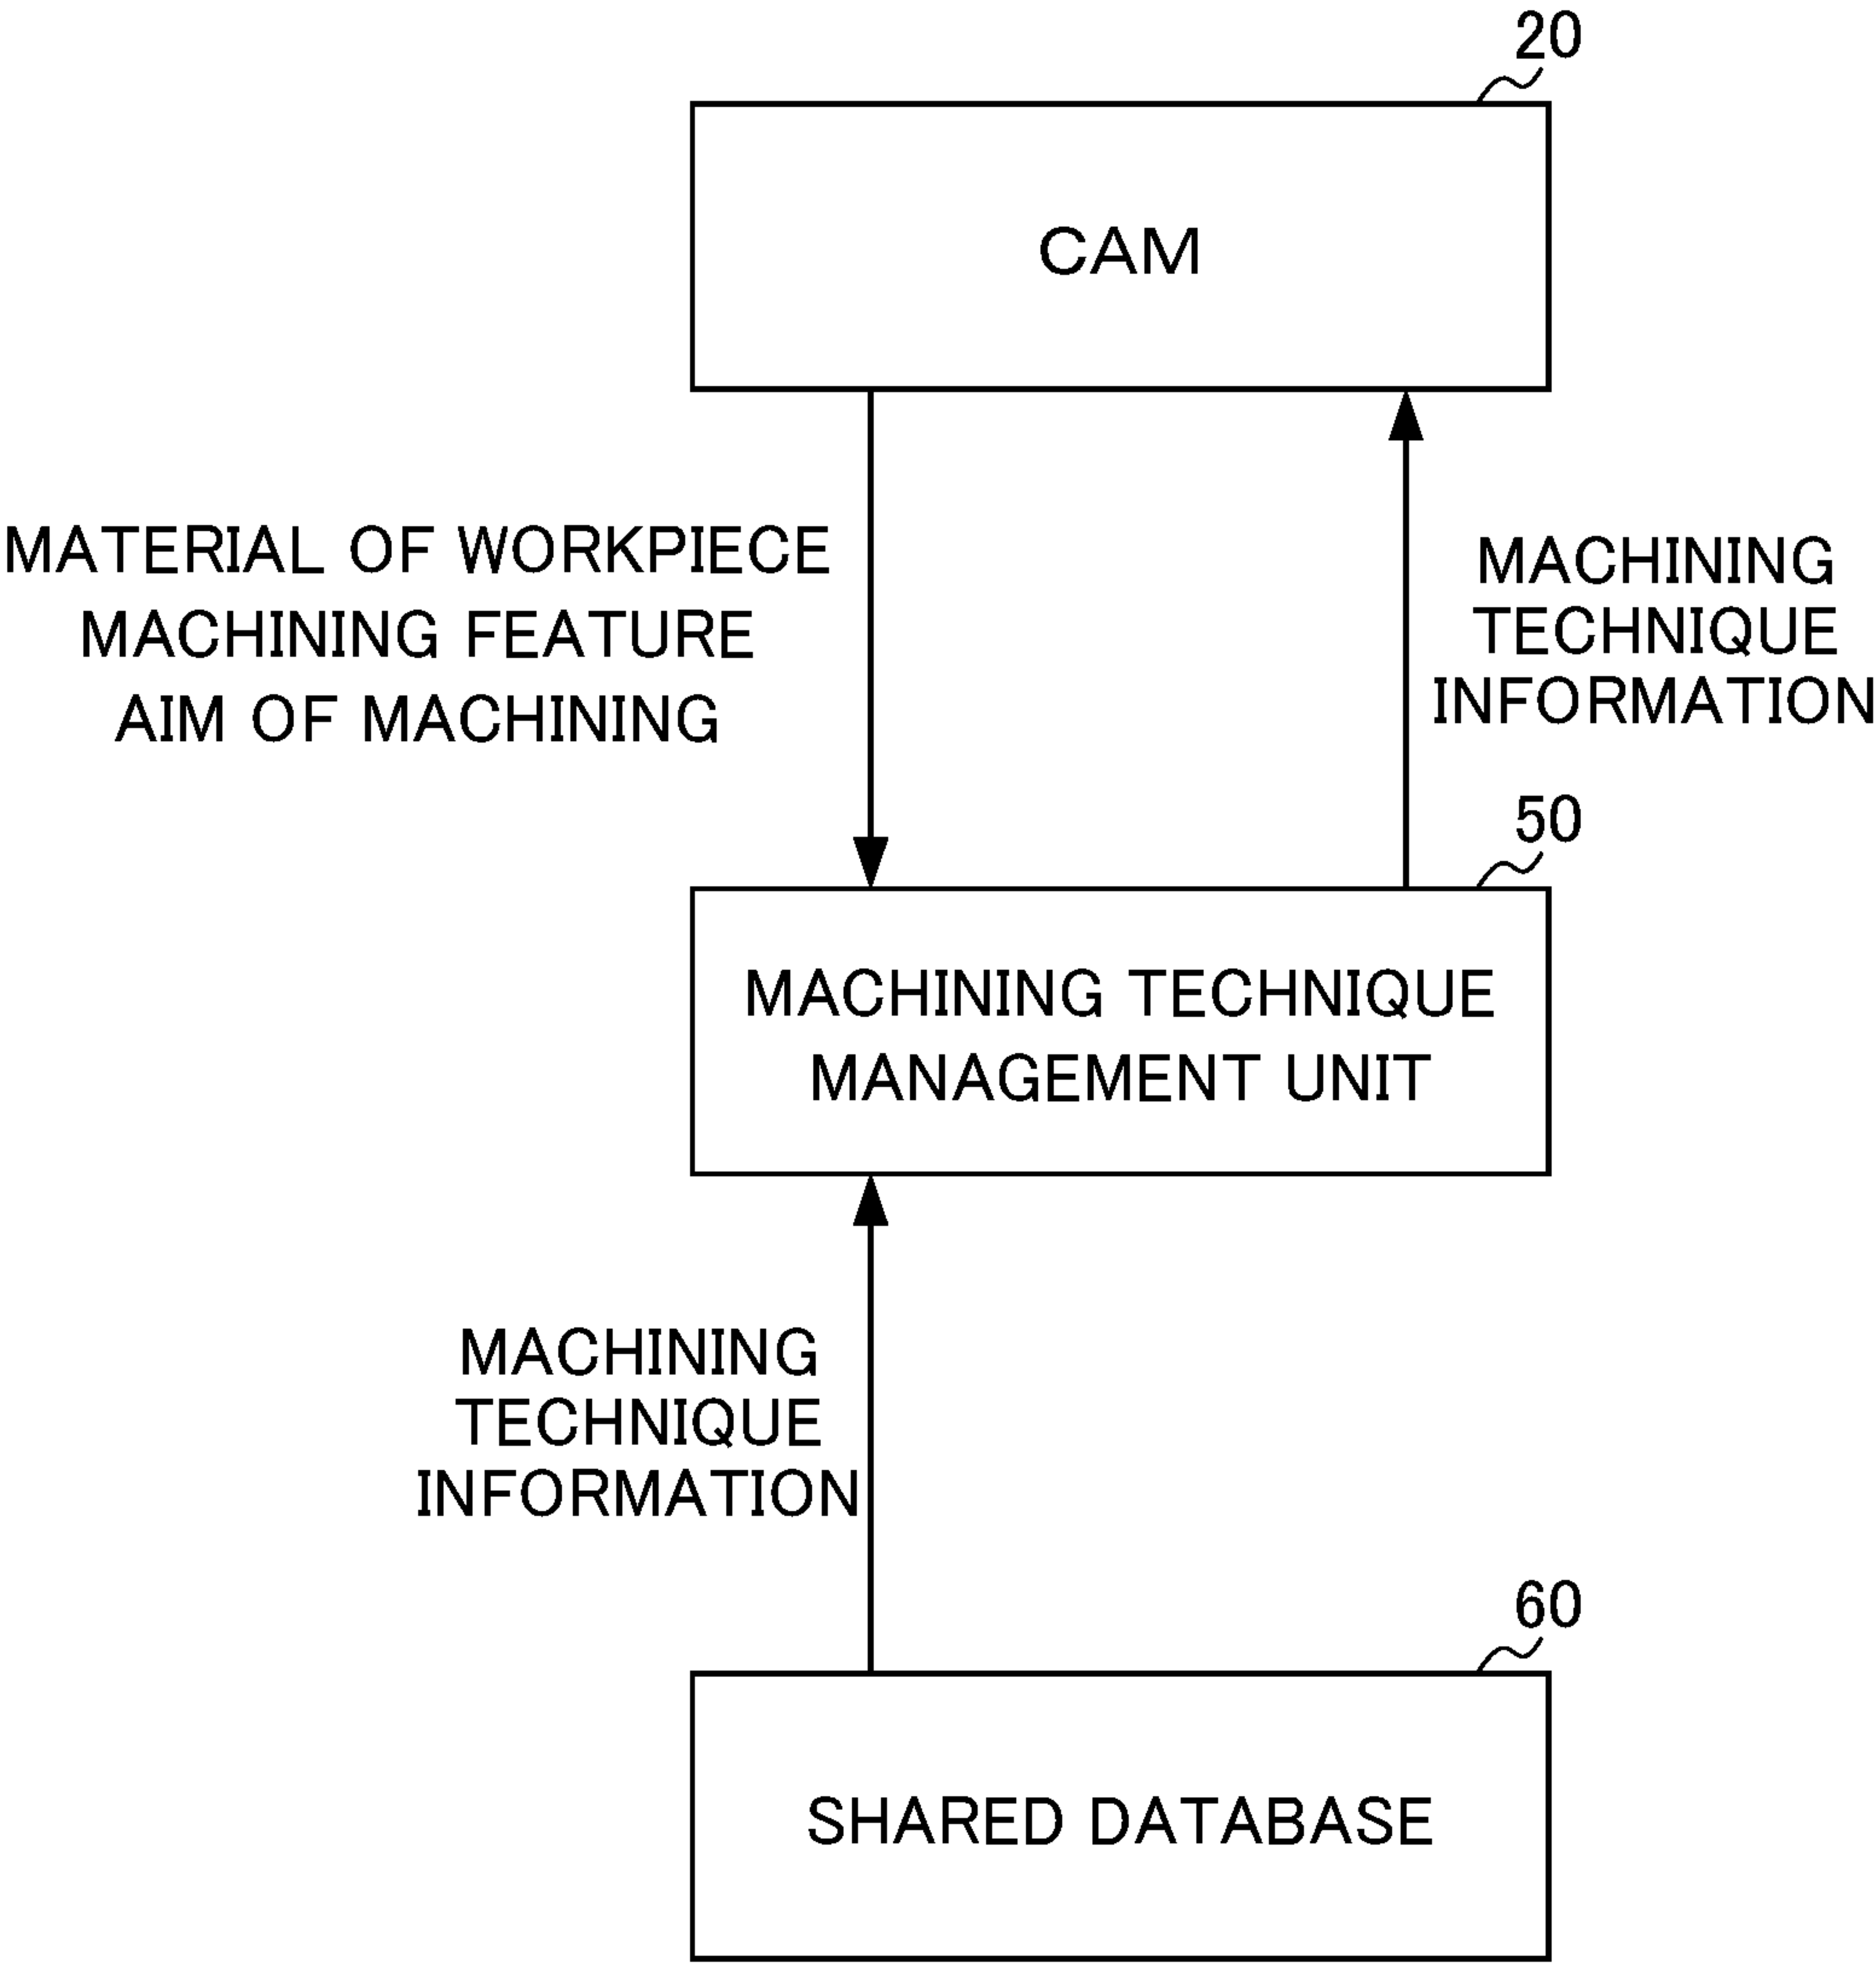 20
CAM
MATERIAL OF WORKPIECE
MACHINING FEATURE
AIM OF MACHINING
MACHINING
TECHNIQUE
INFORMATION
50
MACHINING TECHNIQUE
MANAGEMENT UNIT
MACHINING
TECHNIQUE
INFORMATION
60
SHARED DATABASE